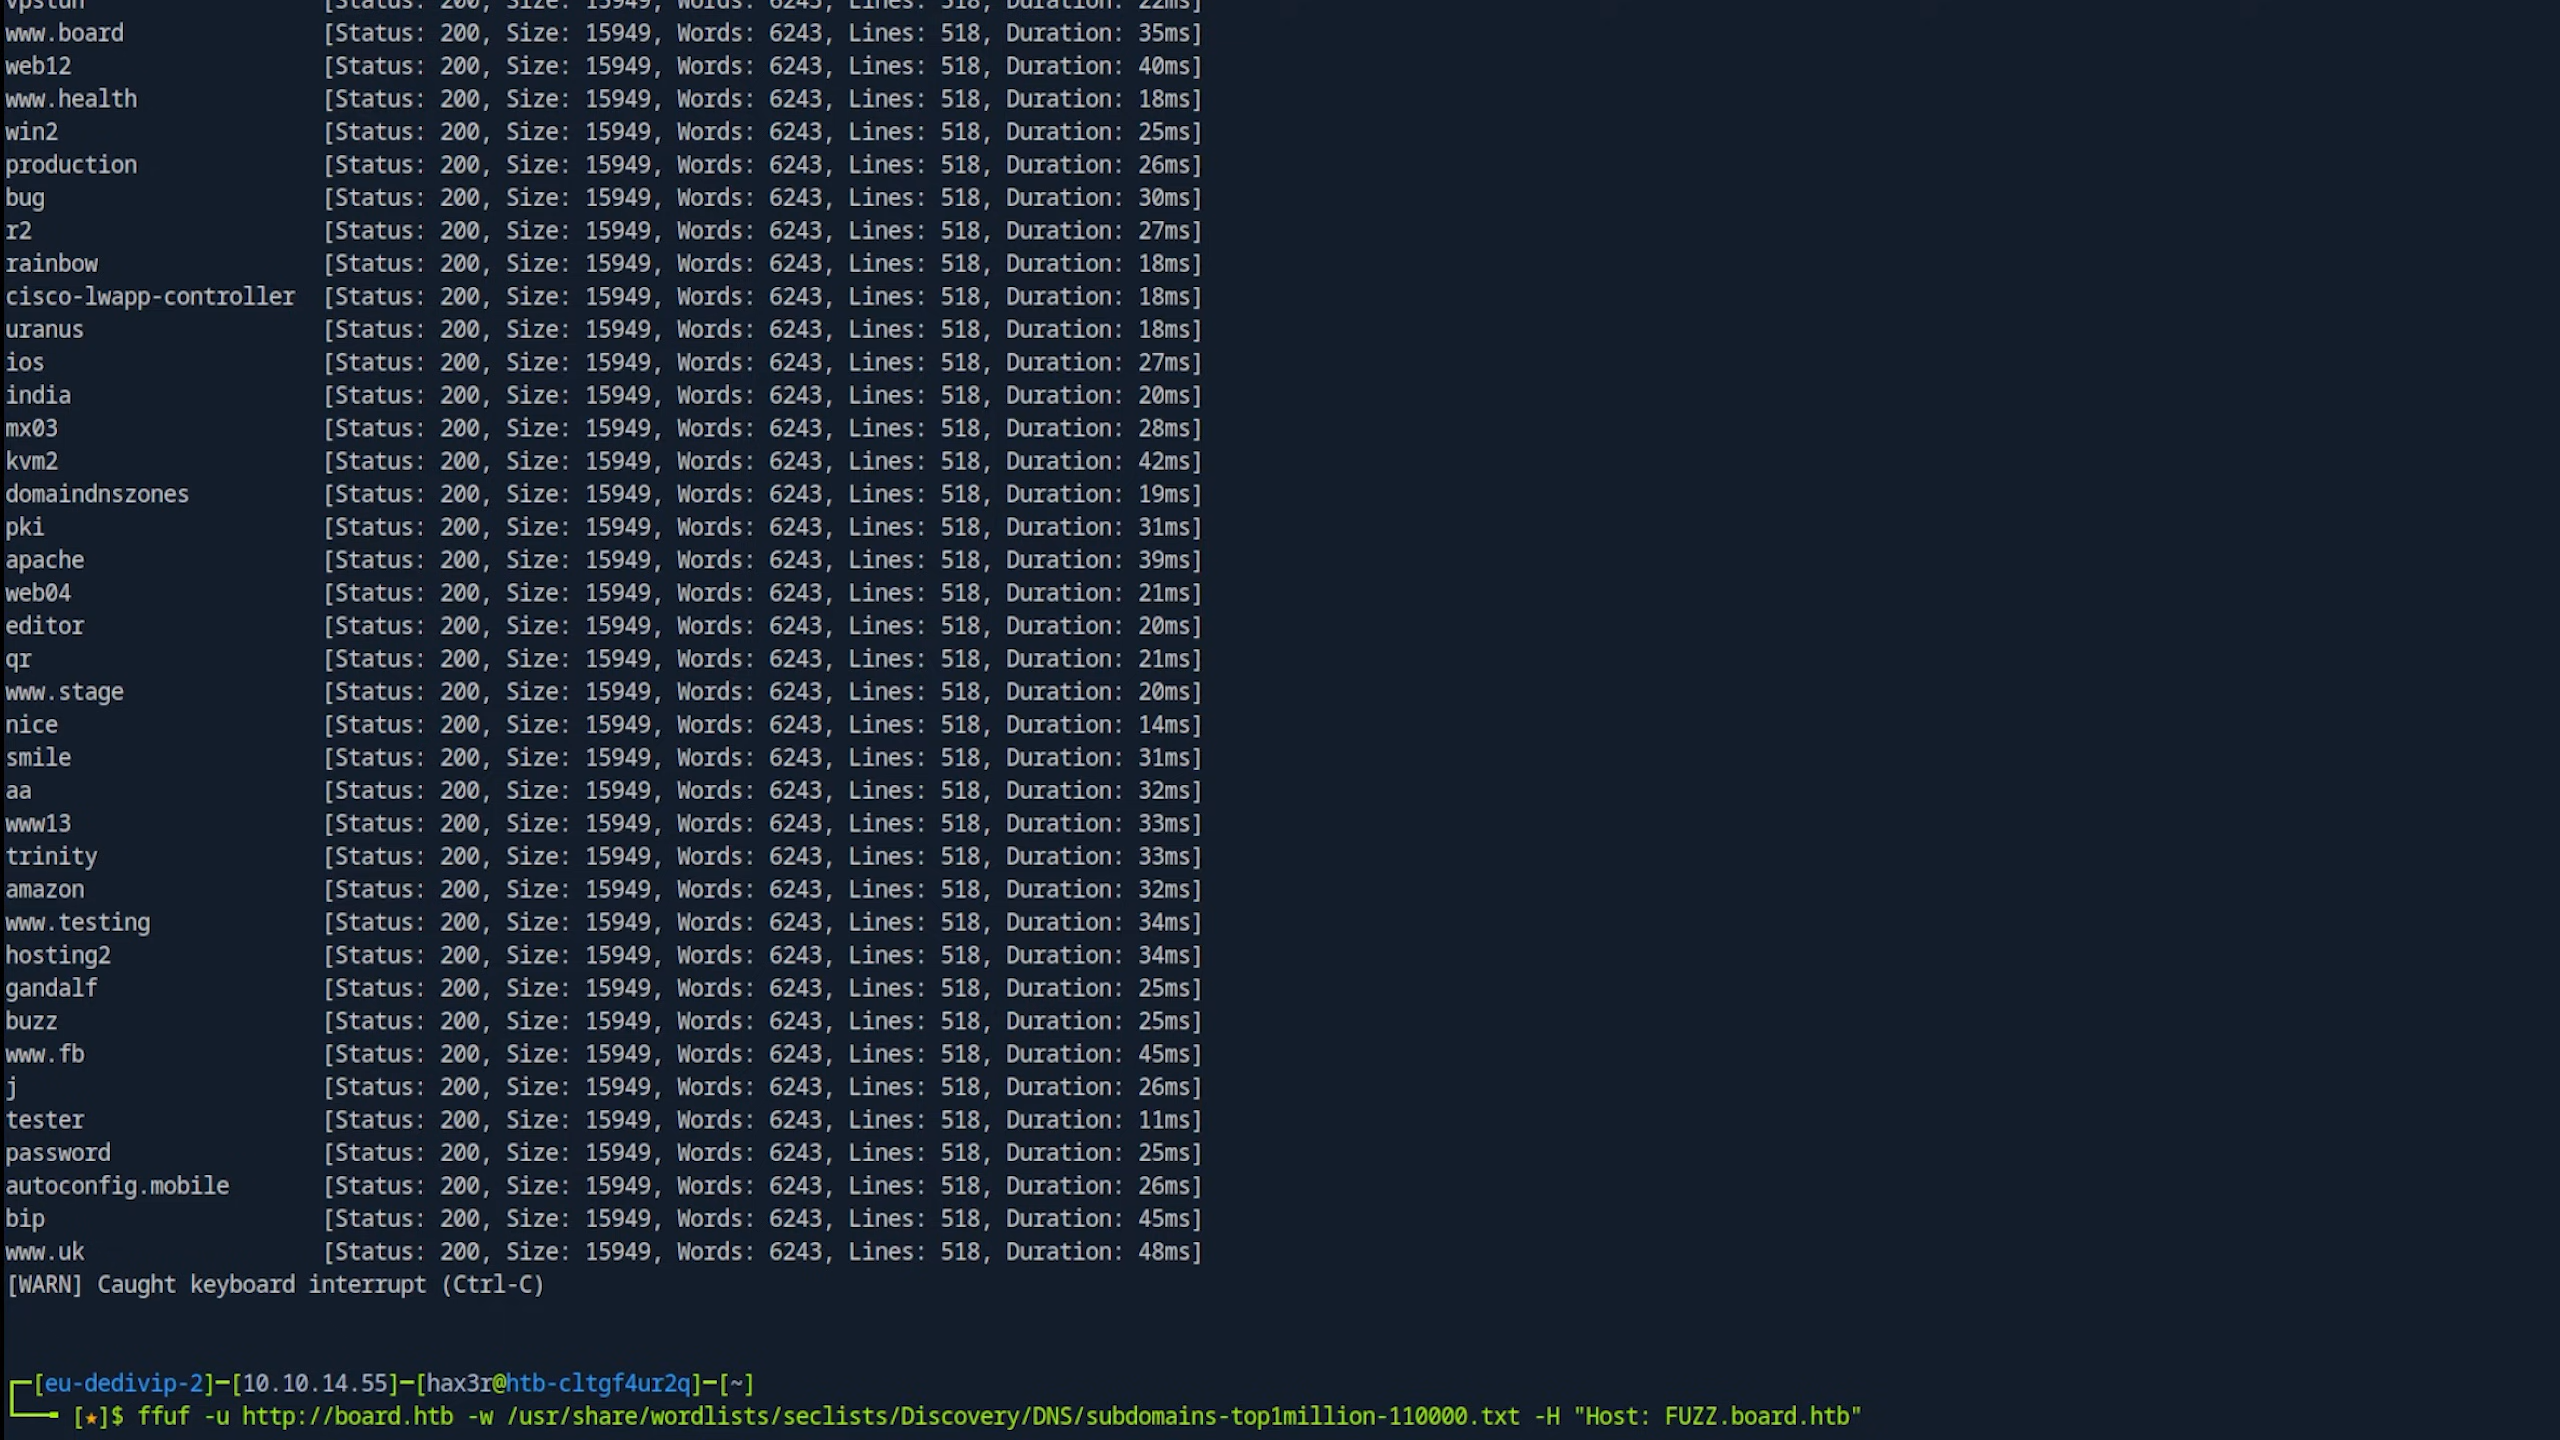 vpstun [Status: 200, Size: 15949, Words: 6243, Lines: 518, Duration: 22ms]
www.board [Status: 200, Size: 15949, Words: 6243, Lines: 518, Duration: 35ms]
web12 [Status: 200, Size: 15949, Words: 6243, Lines: 518, Duration: 40ms]
www.health [Status: 200, Size: 15949, Words: 6243, Lines: 518, Duration: 18ms]
win2 [Status: 200, Size: 15949, Words: 6243, Lines: 518, Duration: 25ms]
production [Status: 200, Size: 15949, Words: 6243, Lines: 518, Duration: 26ms]
bug [Status: 200, Size: 15949, Words: 6243, Lines: 518, Duration: 30ms]
r2 [Status: 200, Size: 15949, Words: 6243, Lines: 518, Duration: 27ms]
rainbow [Status: 200, Size: 15949, Words: 6243, Lines: 518, Duration: 18ms]
cisco-lwapp-controller [Status: 200, Size: 15949, Words: 6243, Lines: 518, Duration: 18ms]
uranus [Status: 200, Size: 15949, Words: 6243, Lines: 518, Duration: 18ms]
ios [Status: 200, Size: 15949, Words: 6243, Lines: 518, Duration: 27ms]
india [Status: 200, Size: 15949, Words: 6243, Lines: 518, Duration: 20ms]
mx03 [Status: 200, Size: 15949, Words: 6243, Lines: 518, Duration: 28ms]
kvm2 [Status: 200, Size: 15949, Words: 6243, Lines: 518, Duration: 42ms]
domaindnszones [Status: 200, Size: 15949, Words: 6243, Lines: 518, Duration: 19ms]
pki [Status: 200, Size: 15949, Words: 6243, Lines: 518, Duration: 31ms]
apache [Status: 200, Size: 15949, Words: 6243, Lines: 518, Duration: 39ms]
web04 [Status: 200, Size: 15949, Words: 6243, Lines: 518, Duration: 21ms]
editor [Status: 200, Size: 15949, Words: 6243, Lines: 518, Duration: 20ms]
qr [Status: 200, Size: 15949, Words: 6243, Lines: 518, Duration: 21ms]
www.stage [Status: 200, Size: 15949, Words: 6243, Lines: 518, Duration: 20ms]
nice [Status: 200, Size: 15949, Words: 6243, Lines: 518, Duration: 14ms]
smile [Status: 200, Size: 15949, Words: 6243, Lines: 518, Duration: 31ms]
aa [Status: 200, Size: 15949, Words: 6243, Lines: 518, Duration: 32ms]
www13 [Status: 200, Size: 15949, Words: 6243, Lines: 518, Duration: 33ms]
trinity [Status: 200, Size: 15949, Words: 6243, Lines: 518, Duration: 33ms]
amazon [Status: 200, Size: 15949, Words: 6243, Lines: 518, Duration: 32ms]
www.testing [Status: 200, Size: 15949, Words: 6243, Lines: 518, Duration: 34ms]
hosting2 [Status: 200, Size: 15949, Words: 6243, Lines: 518, Duration: 34ms]
gandalf [Status: 200, Size: 15949, Words: 6243, Lines: 518, Duration: 25ms]
buzz [Status: 200, Size: 15949, Words: 6243, Lines: 518, Duration: 25ms]
www.fb [Status: 200, Size: 15949, Words: 6243, Lines: 518, Duration: 45ms]
j [Status: 200, Size: 15949, Words: 6243, Lines: 518, Duration: 26ms]
tester [Status: 200, Size: 15949, Words: 6243, Lines: 518, Duration: 11ms]
password [Status: 200, Size: 15949, Words: 6243, Lines: 518, Duration: 25ms]
autoconfig.mobile [Status: 200, Size: 15949, Words: 6243, Lines: 518, Duration: 26ms]
bip [Status: 200, Size: 15949, Words: 6243, Lines: 518, Duration: 45ms]
www.uk [Status: 200, Size: 15949, Words: 6243, Lines: 518, Duration: 48ms]
[WARN] Caught keyboard interrupt (Ctrl-C)
┌─[eu-dedivip-2]─[10.10.14.55]─[hax3r@htb-cltgf4ur2q]─[~]
└──╼ [★]$ ffuf -u http://board.htb -w /usr/share/wordlists/seclists/Discovery/DNS/subdomains-top1million-110000.txt -H "Host: FUZZ.board.htb"